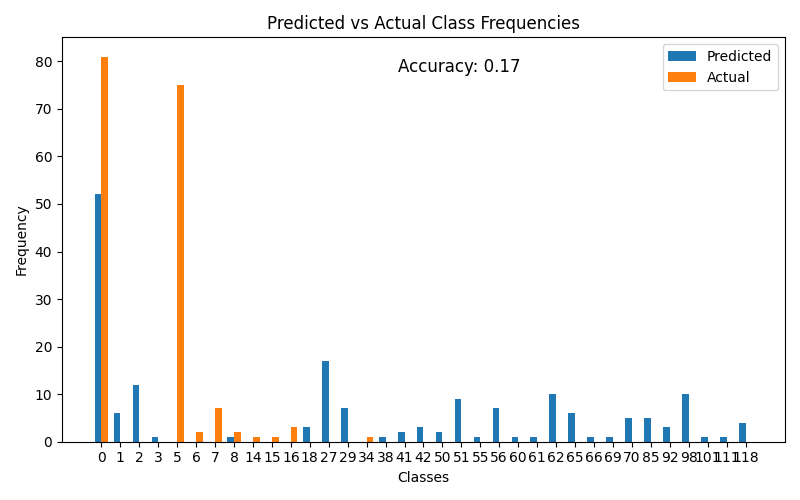 Predicted vs Actual Class Frequencies
Accuracy: 0.17
Predicted
Actual
80
70
60
50
40
30
20
10
0
Frequency
0 1 2 3 5 6 7 8 14 15 16 18 27 29 34 38 41 42 50 51 55 56 60 61 62 65 66 69 70 85 92 98 101 111 118
Classes